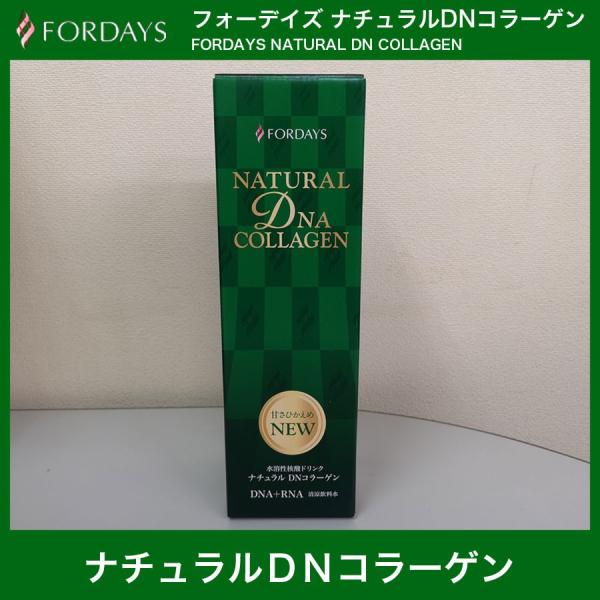 FORDAYS
フォーデイズ ナチュラルDNコラーゲン
FORDAYS NATURAL DN COLLAGEN
FORDAYS
NATURAL
DNA
COLLAGEN
甘さひかえめ
NEW
水溶性核酸ドリンク
ナチュラル DNコラーゲン
DNA+RNA 清涼飲料水
ナチュラルDNコラーゲン